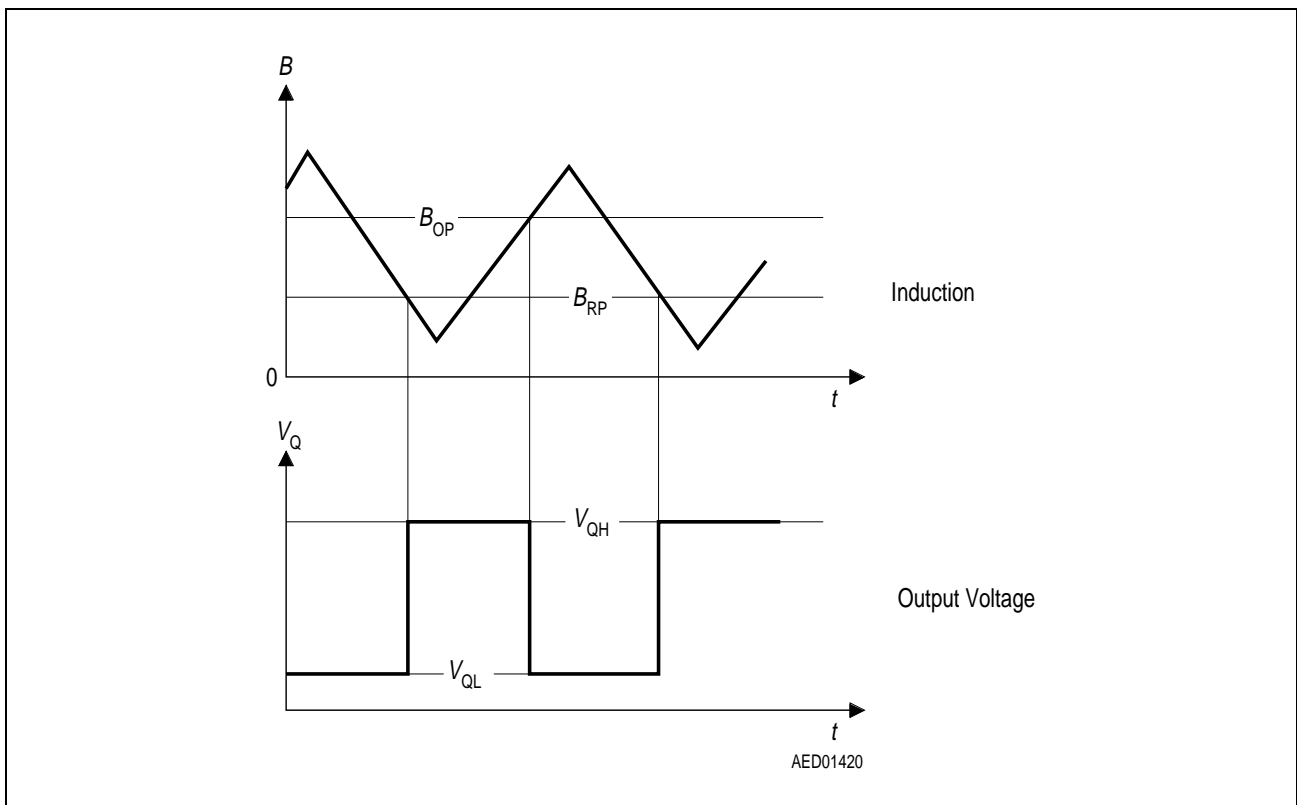 B
B_OP
B_RP
Induction
0
t
V_Q
V_QH
Output Voltage
V_QL
t
AED01420